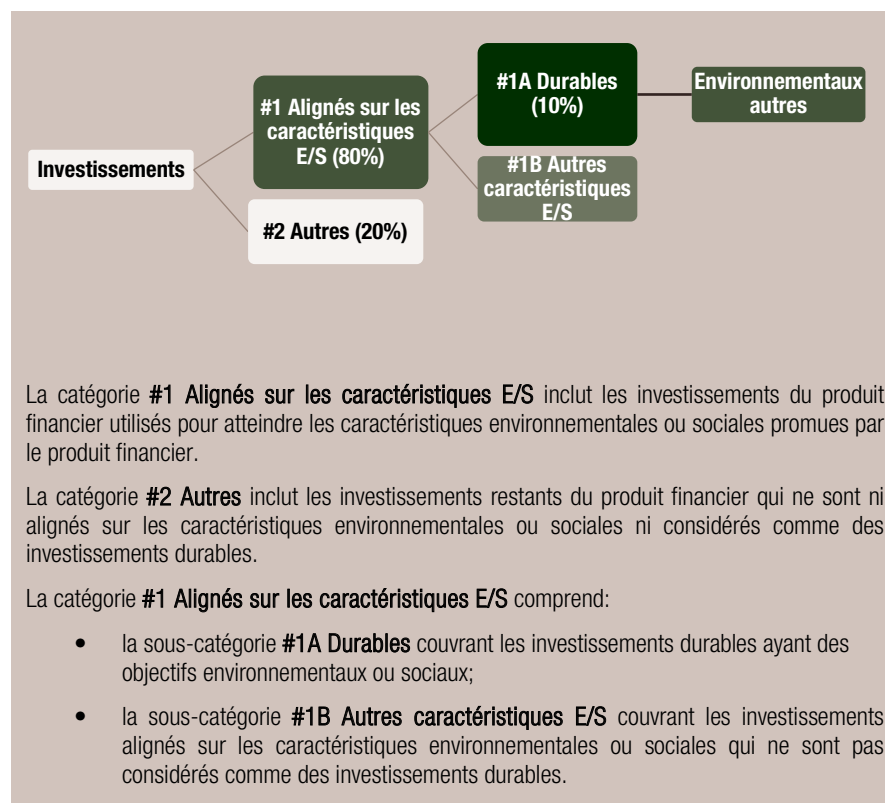 Investissements
#1 Alignés sur les
caractéristiques
E/S (80%)
#2 Autres (20%)
#1A Durables
(10%)
#1B Autres
caractéristiques
E/S
Environnementaux
autres
La catégorie #1 Alignés sur les caractéristiques E/S inclut les investissements du produit
financier utilisés pour atteindre les caractéristiques environnementales ou sociales promues par
le produit financier.
La catégorie #2 Autres inclut les investissements restants du produit financier qui ne sont ni
alignés sur les caractéristiques environnementales ou sociales ni considérés comme des
investissements durables.
La catégorie #1 Alignés sur les caractéristiques E/S comprend:
• la sous-catégorie #1A Durables couvrant les investissements durables ayant des
objectifs environnementaux ou sociaux;
• la sous-catégorie #1B Autres caractéristiques E/S couvrant les investissements
alignés sur les caractéristiques environnementales ou sociales qui ne sont pas
considérés comme des investissements durables.